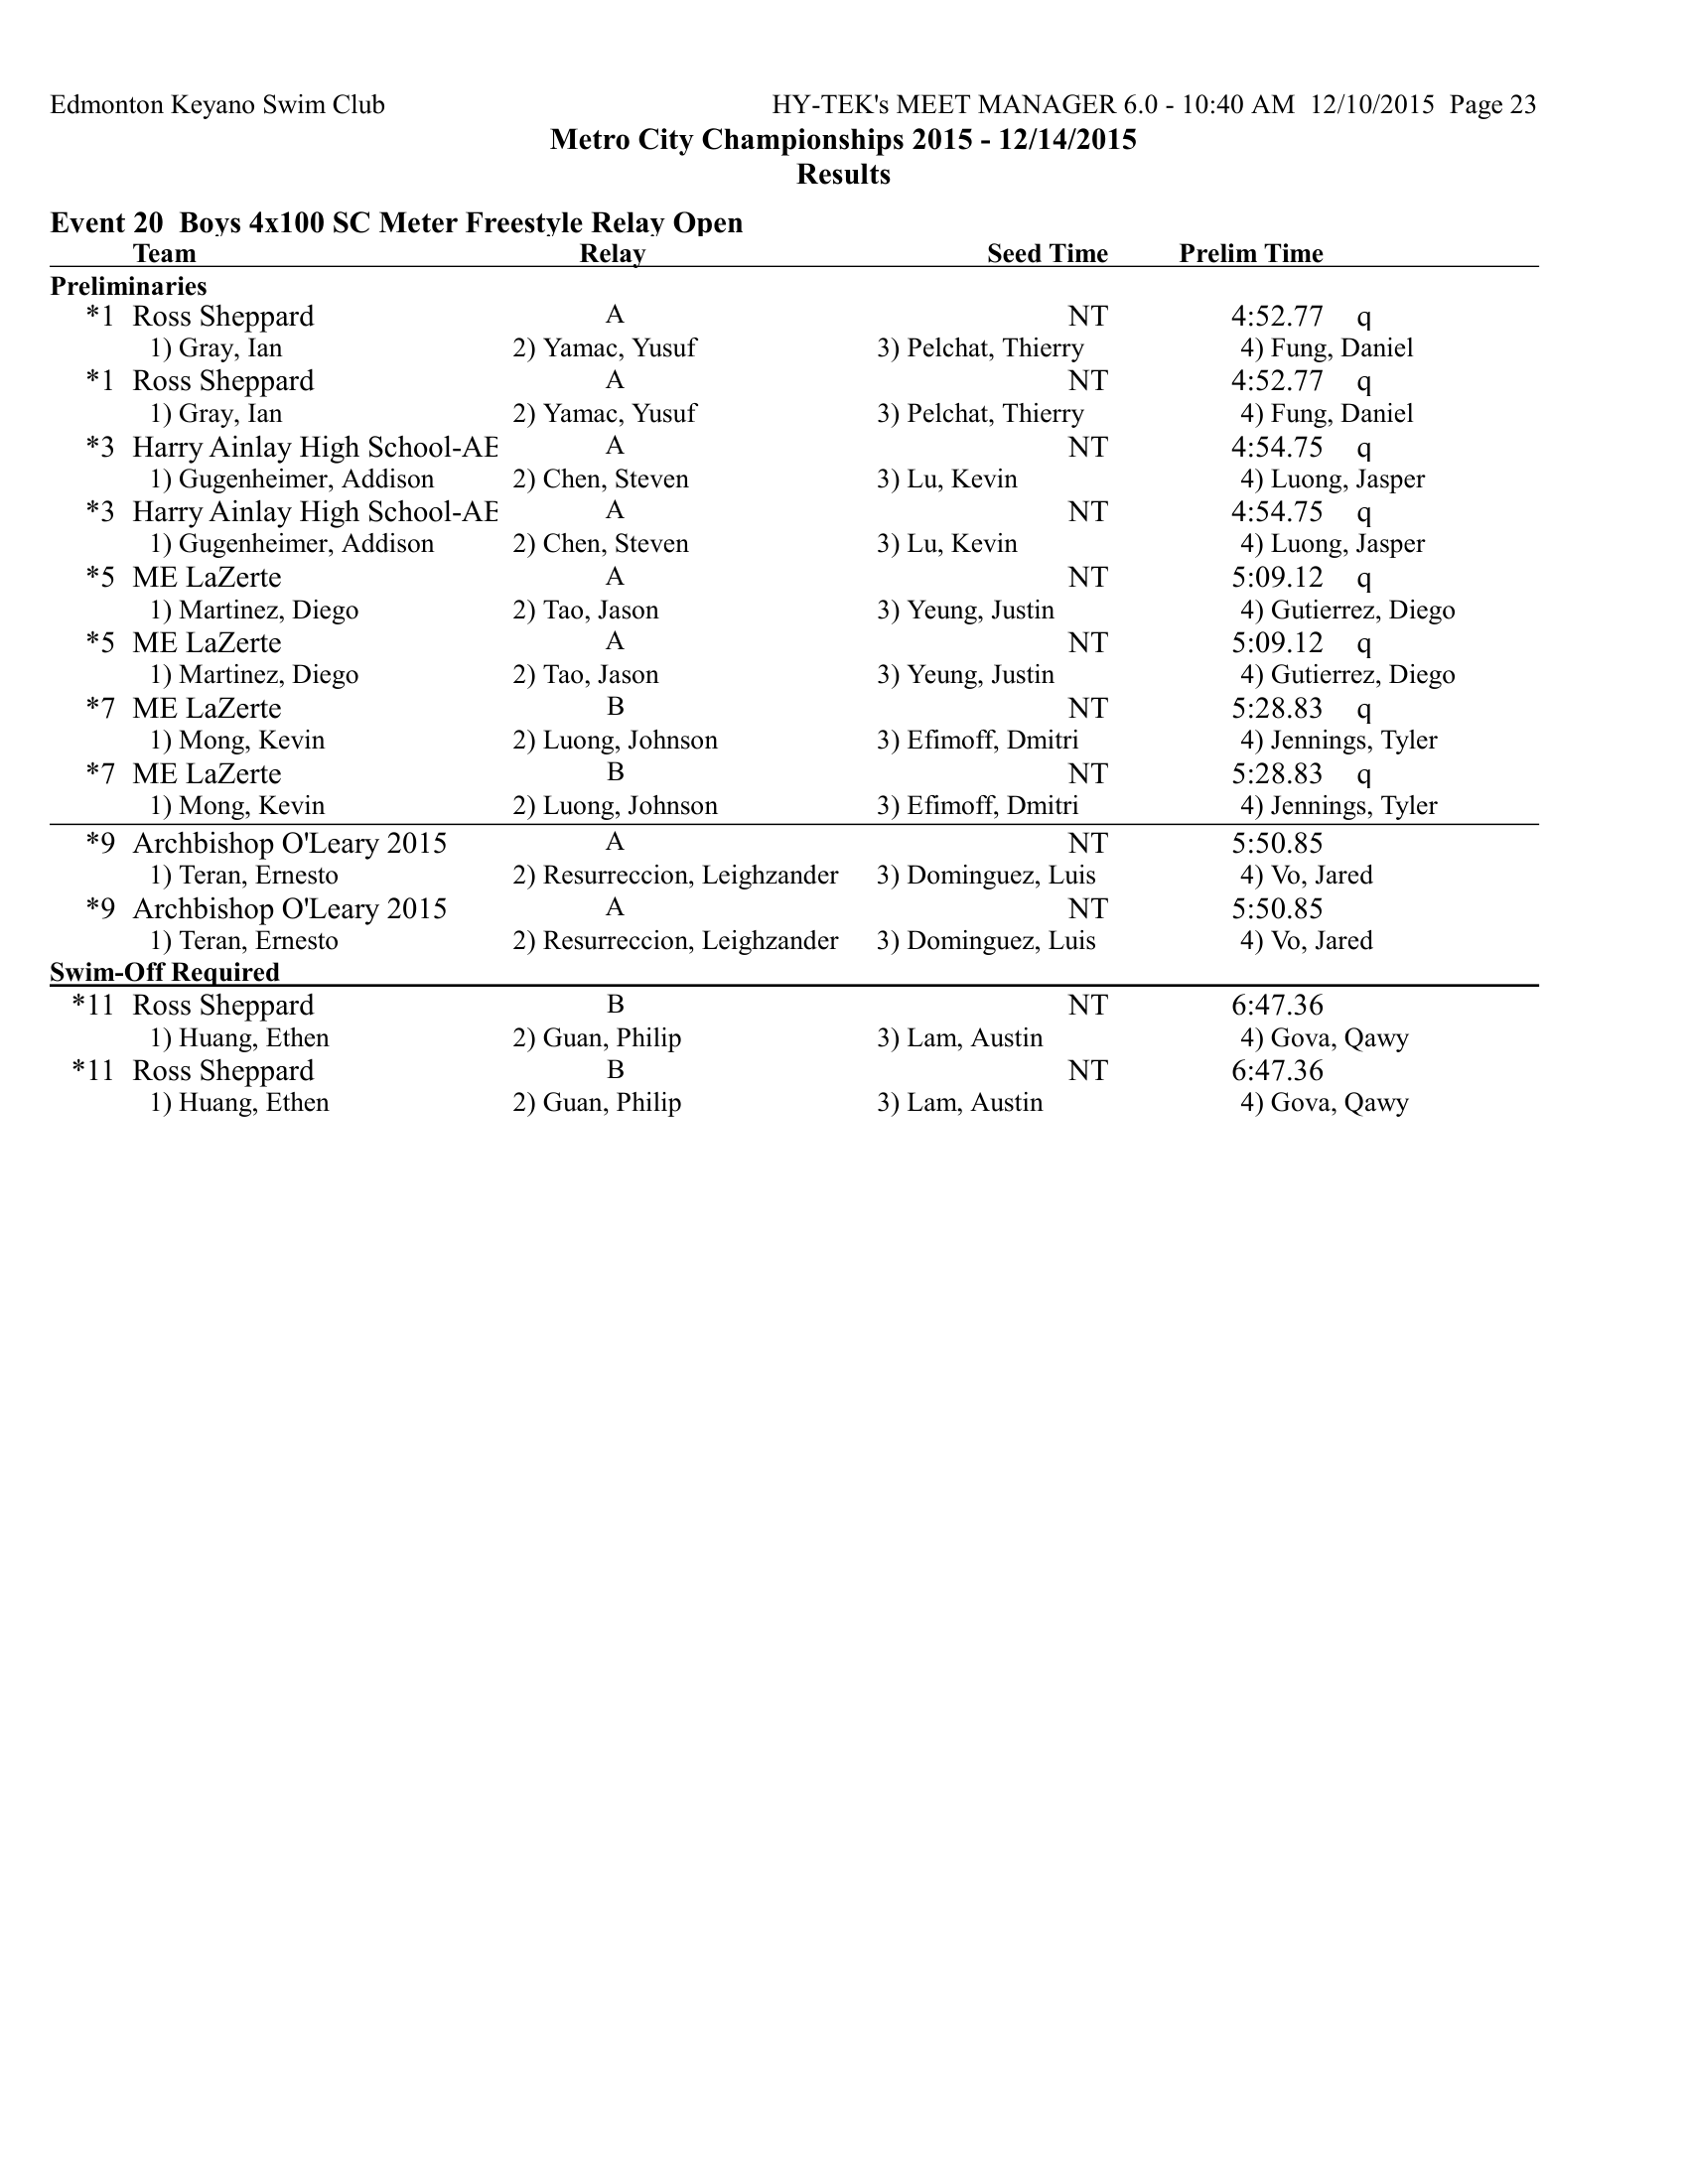 Edmonton Keyano Swim Club HY-TEK's MEET MANAGER 6.0 - 10:40 AM 12/10/2015 Page 23
Metro City Championships 2015 - 12/14/2015
Results
Event 20 Boys 4x100 SC Meter Freestyle Relay Open
Team Relay Seed Time Prelim Time
Preliminaries
*1 Ross Sheppard A NT 4:52.77 q
1) Gray, Ian 2) Yamac, Yusuf 3) Pelchat, Thierry 4) Fung, Daniel
*1 Ross Sheppard A NT 4:52.77 q
1) Gray, Ian 2) Yamac, Yusuf 3) Pelchat, Thierry 4) Fung, Daniel
*3 Harry Ainlay High School-AB A NT 4:54.75 q
1) Gugenheimer, Addison 2) Chen, Steven 3) Lu, Kevin 4) Luong, Jasper
*3 Harry Ainlay High School-AB A NT 4:54.75 q
1) Gugenheimer, Addison 2) Chen, Steven 3) Lu, Kevin 4) Luong, Jasper
*5 ME LaZerte A NT 5:09.12 q
1) Martinez, Diego 2) Tao, Jason 3) Yeung, Justin 4) Gutierrez, Diego
*5 ME LaZerte A NT 5:09.12 q
1) Martinez, Diego 2) Tao, Jason 3) Yeung, Justin 4) Gutierrez, Diego
*7 ME LaZerte B NT 5:28.83 q
1) Mong, Kevin 2) Luong, Johnson 3) Efimoff, Dmitri 4) Jennings, Tyler
*7 ME LaZerte B NT 5:28.83 q
1) Mong, Kevin 2) Luong, Johnson 3) Efimoff, Dmitri 4) Jennings, Tyler
*9 Archbishop O'Leary 2015 A NT 5:50.85
1) Teran, Ernesto 2) Resurreccion, Leighzander 3) Dominguez, Luis 4) Vo, Jared
*9 Archbishop O'Leary 2015 A NT 5:50.85
1) Teran, Ernesto 2) Resurreccion, Leighzander 3) Dominguez, Luis 4) Vo, Jared
Swim-Off Required
*11 Ross Sheppard B NT 6:47.36
1) Huang, Ethen 2) Guan, Philip 3) Lam, Austin 4) Gova, Qawy
*11 Ross Sheppard B NT 6:47.36
1) Huang, Ethen 2) Guan, Philip 3) Lam, Austin 4) Gova, Qawy